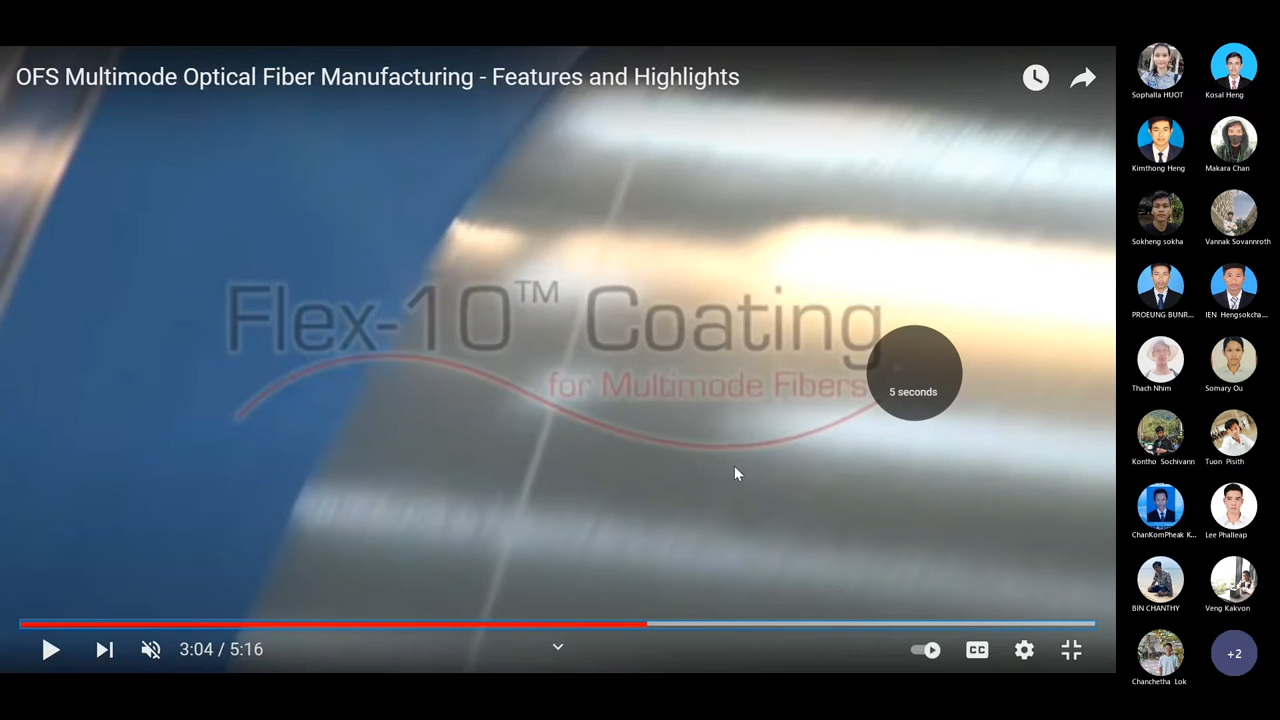 OFS Multimode Optical Fiber Manufacturing - Features and Highlights
Flex-10™ Coating
for Multimode Fibers
5 seconds
3:04 / 5:16
CC
Sophalla HUOT
Kosal Heng
Kimthong Heng
Makara Chan
Sokheng sokha
Vannak Sovannroth
PROEUNG BUNR...
IEN Hengsokcha...
Thach Nhim
Somary Ou
Kontho Sochivann
Tuon Pisith
ChanKomPheak K...
Lee Phalleap
BIN CHANTHY
Veng Kakvon
Chanchetha Lok
+2